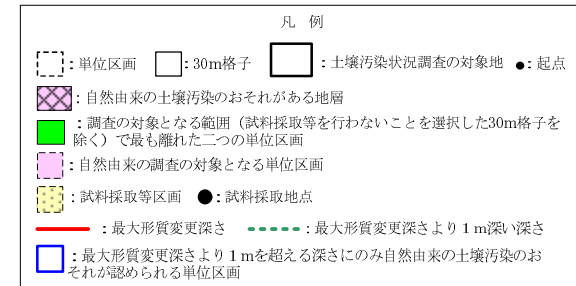 凡 例
：単位区画 ：30m格子 ：土壌汚染状況調査の対象地 ：起点
：自然由来の土壌汚染のおそれがある地層
：調査の対象となる範囲（試料採取等を行わないことを選択した30m格子を
除く）で最も離れた二つの単位区画
：自然由来の調査の対象となる単位区画
：試料採取等区画 ：試料採取地点
：最大形質変更深さ ：最大形質変更深さより１ｍ深い深さ
：最大形質変更深さより１ｍを超える深さにのみ自然由来の土壌汚染のお
それが認められる単位区画